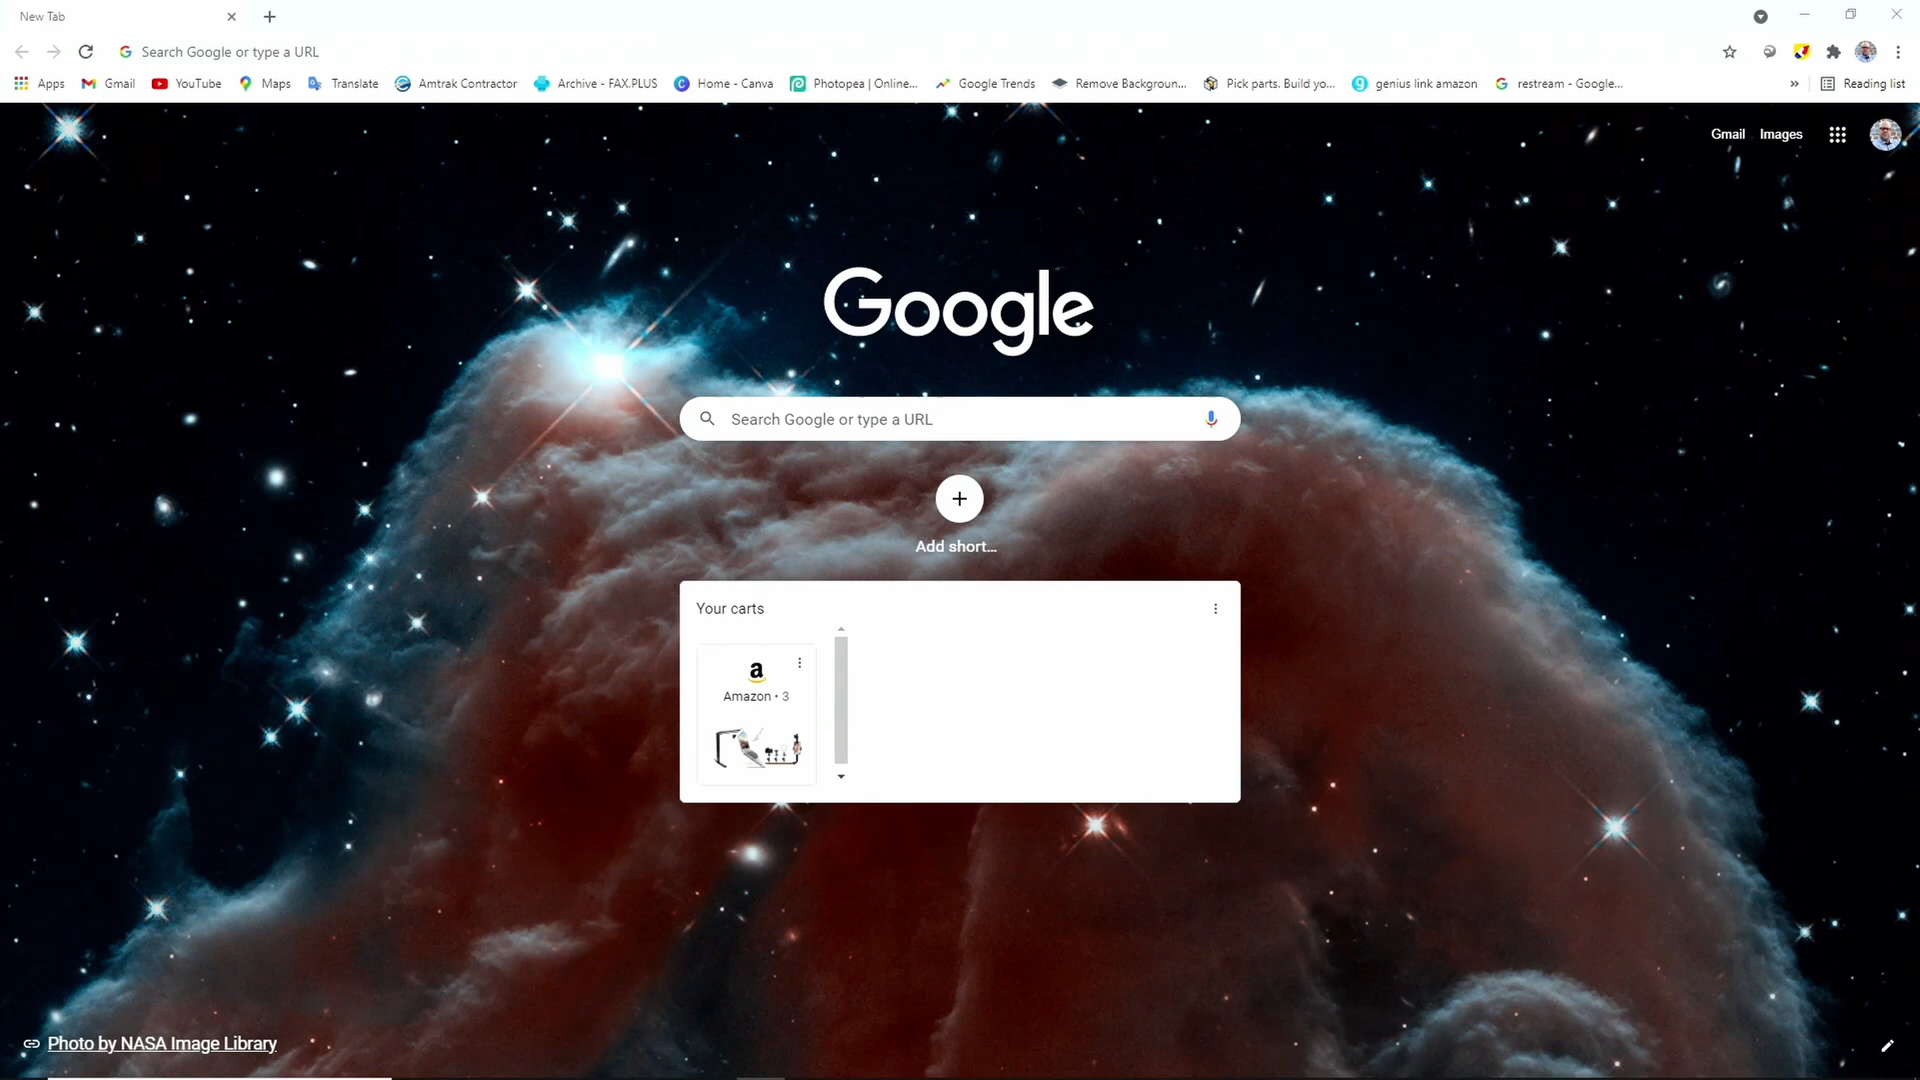 New Tab
Search Google or type a URL
Apps Gmail YouTube Maps Translate Amtrak Contractor Archive - FAX.PLUS Home - Canva Photopea | Online... Google Trends Remove Backgroun... Pick parts. Build yo... genius link amazon restream - Google... » Reading list
Gmail Images
Google
Search Google or type a URL
Add short...
Your carts
Amazon • 3
Photo by NASA Image Library